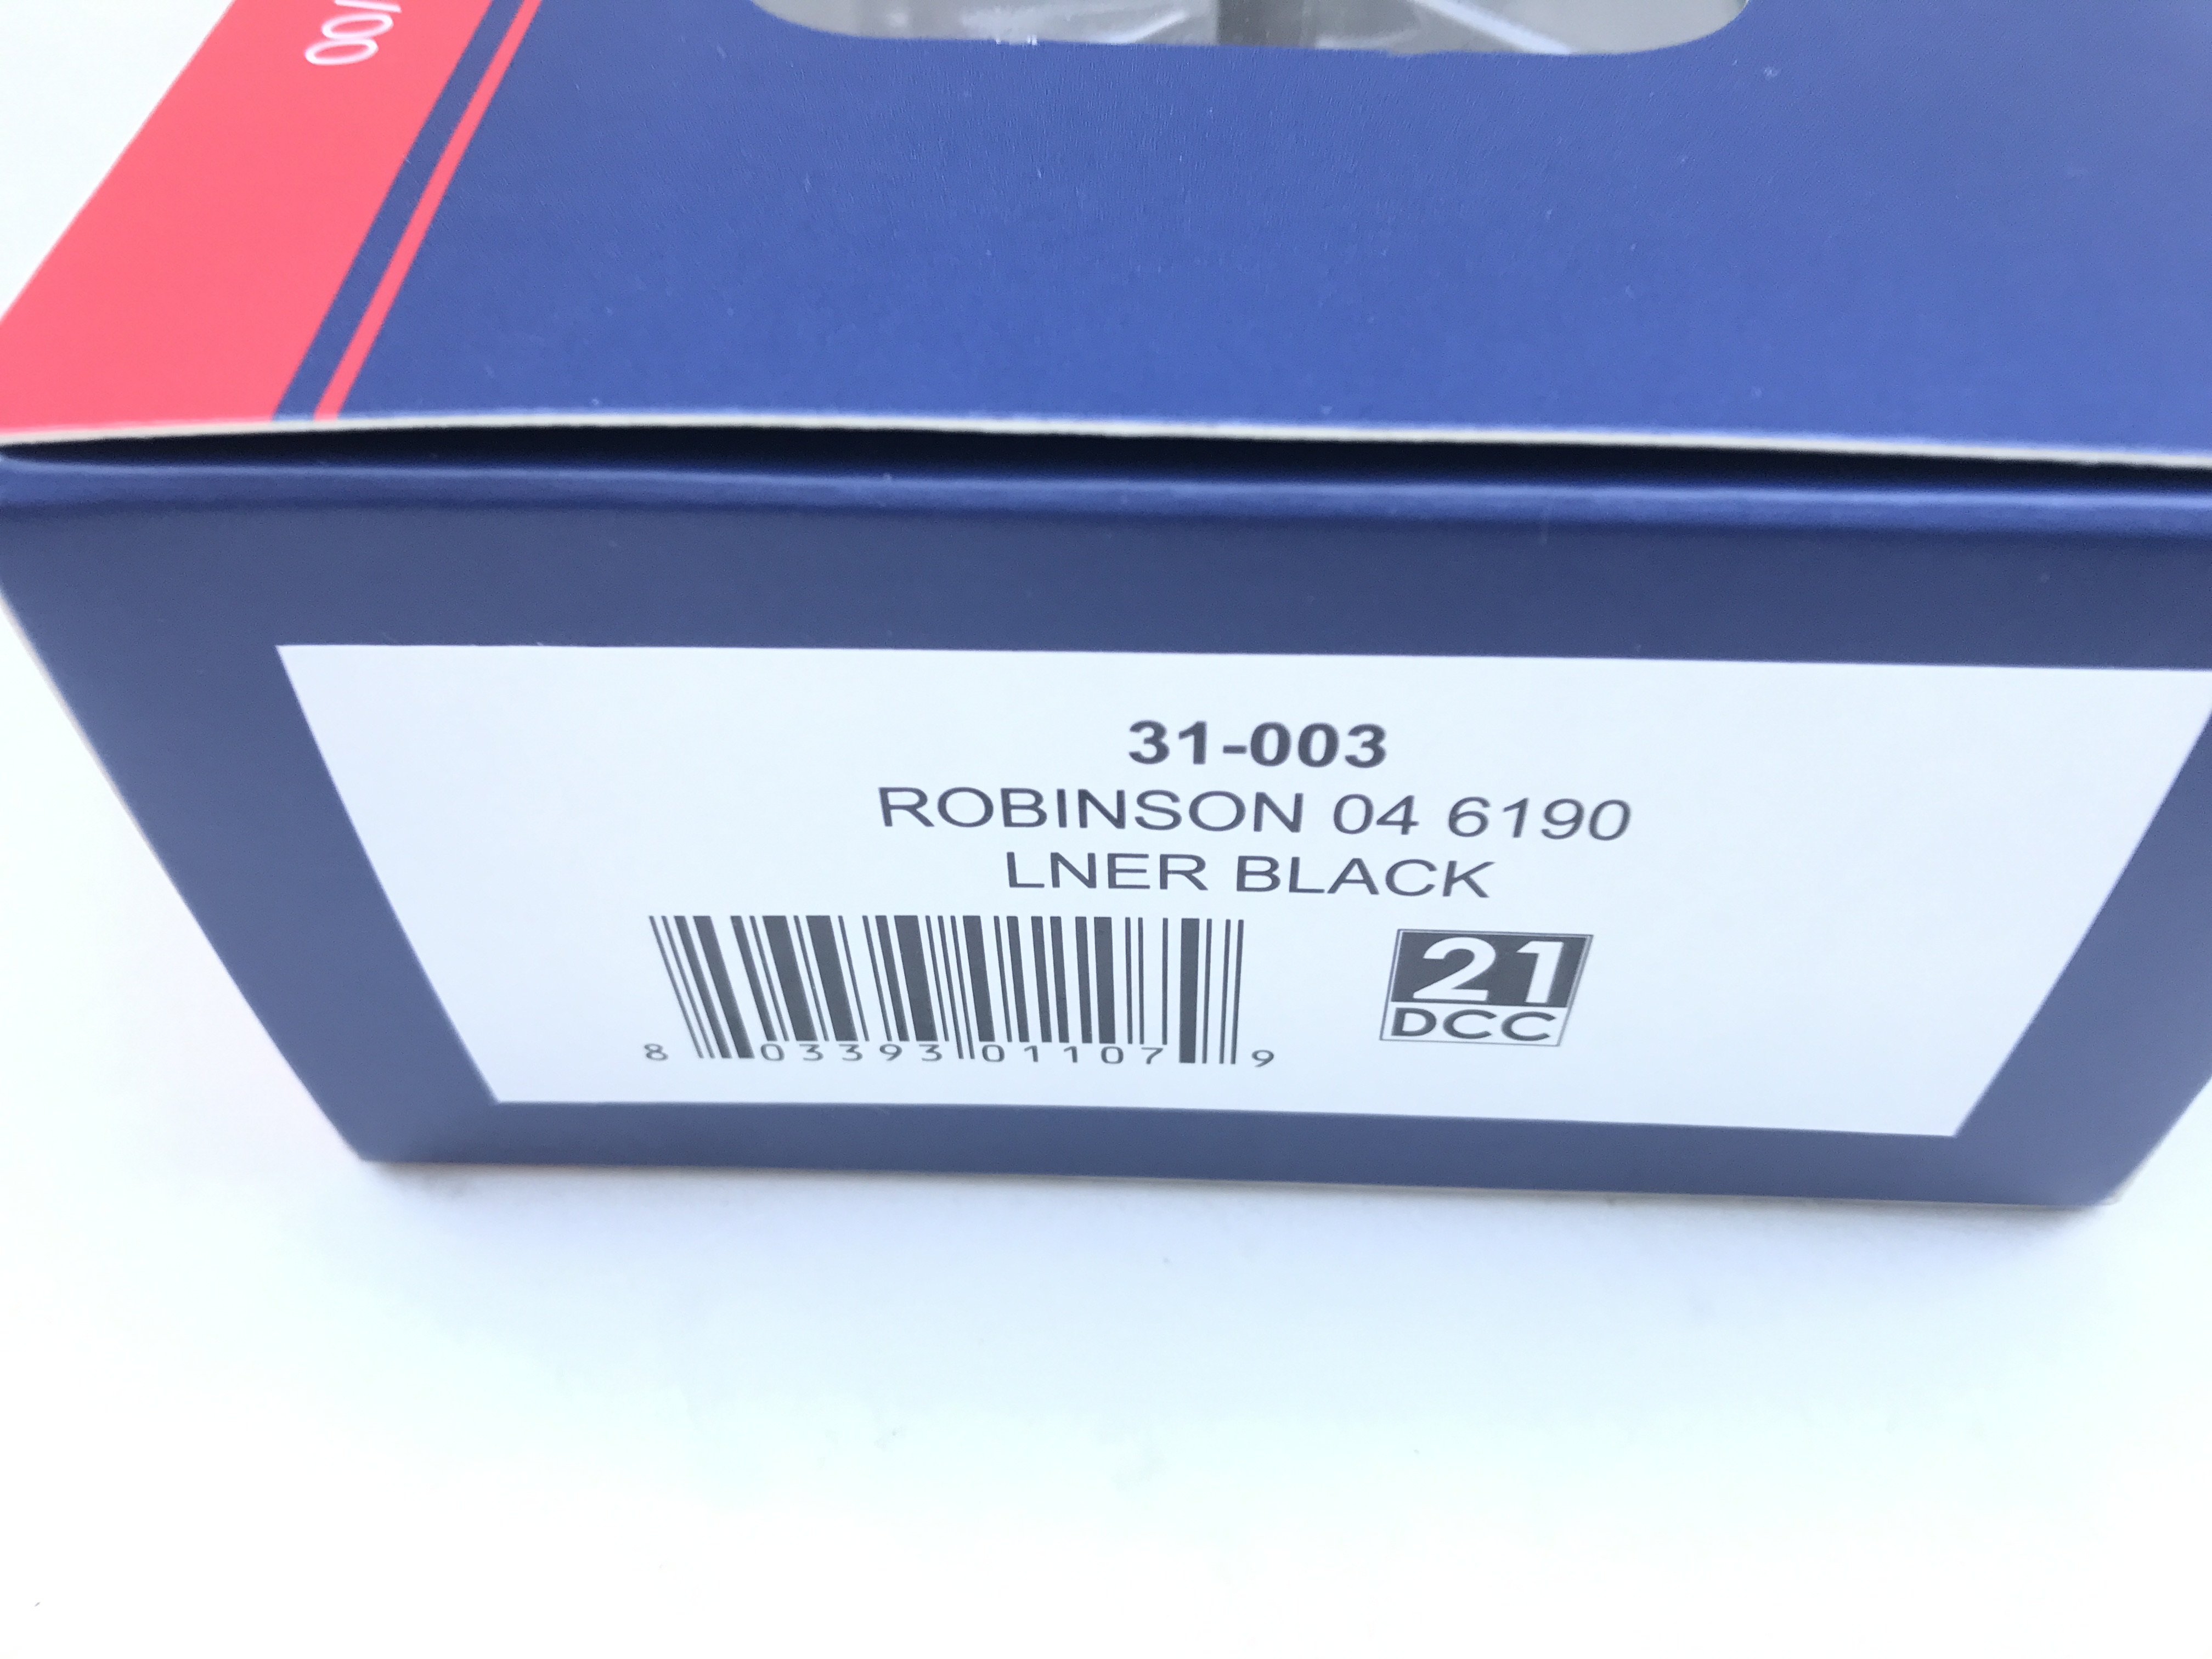 /00
31-003
ROBINSON 04 6190
LNER BLACK
21
DCC
8 03393 01107 9